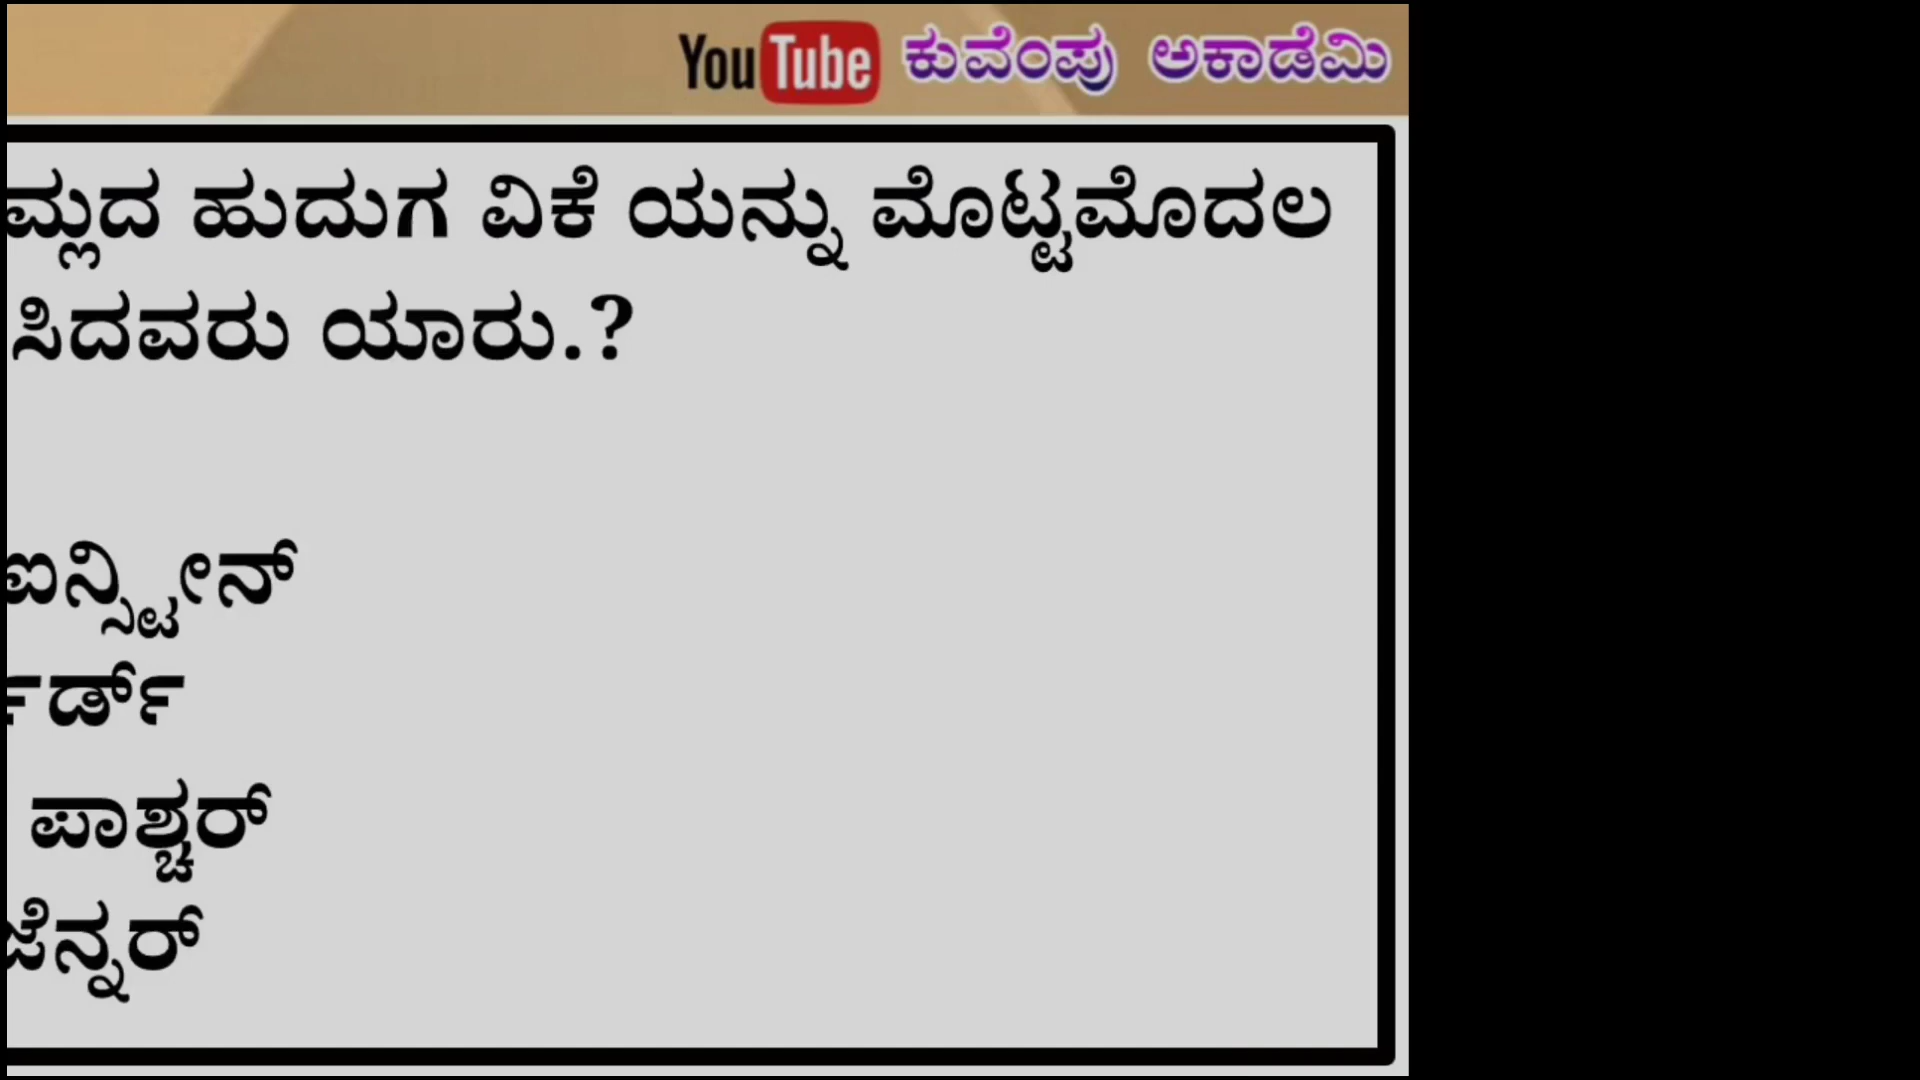 YouTube ಕುವೆಂಪು ಅಕಾಡೆಮಿ
ಮ್ಲದ ಹುದುಗ ವಿಕೆ ಯನ್ನು ಮೊಟ್ಟಮೊದಲ
ಸಿದವರು ಯಾರು.?
ಐನ್ಸ್ಟೀನ್
ರ್ಡ್
ಪಾಶ್ಚರ್
ಜೆನ್ನರ್